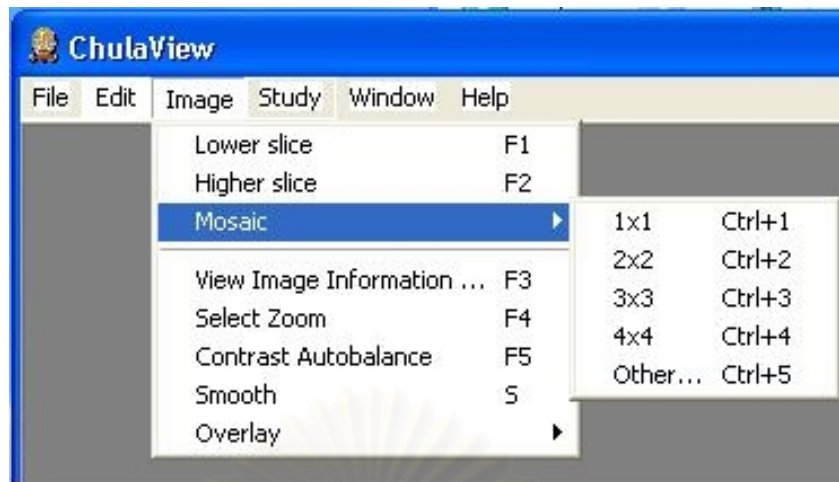 ChulaView
File Edit Image Study Window Help
Lower slice F1
Higher slice F2
Mosaic
1x1 Ctrl+1
2x2 Ctrl+2
3x3 Ctrl+3
4x4 Ctrl+4
Other... Ctrl+5
View Image Information ... F3
Select Zoom F4
Contrast Autobalance F5
Smooth S
Overlay